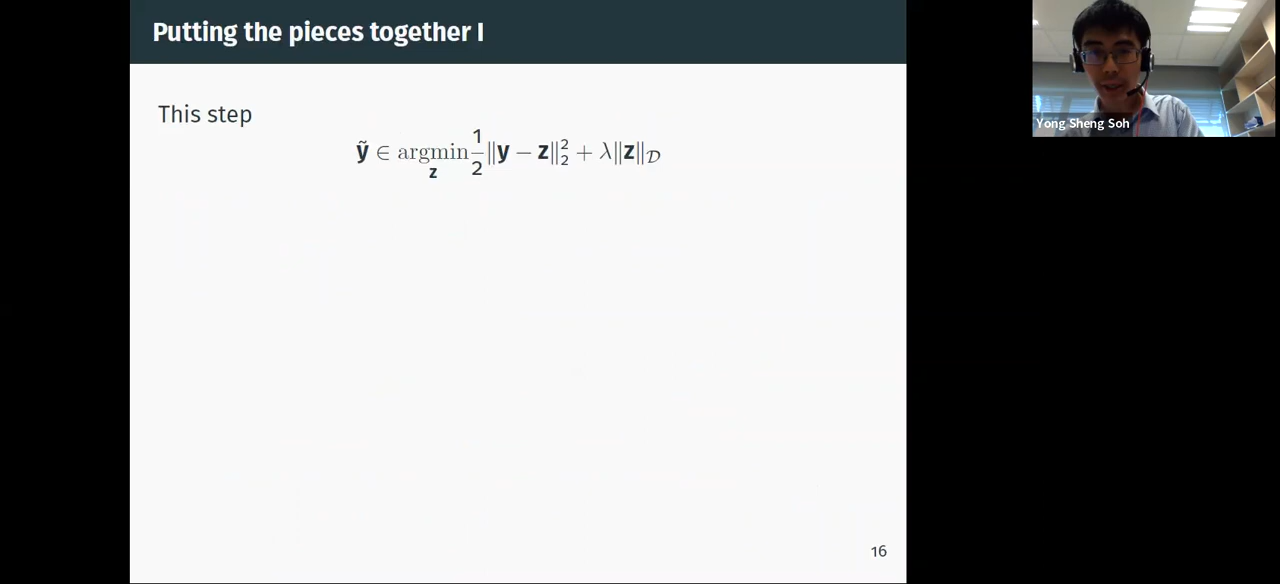 Putting the pieces together I
Yong Sheng Soh
This step
ỹ ∈ argmin_z 1/2 ‖y − z‖₂² + λ‖z‖_𝒟
16